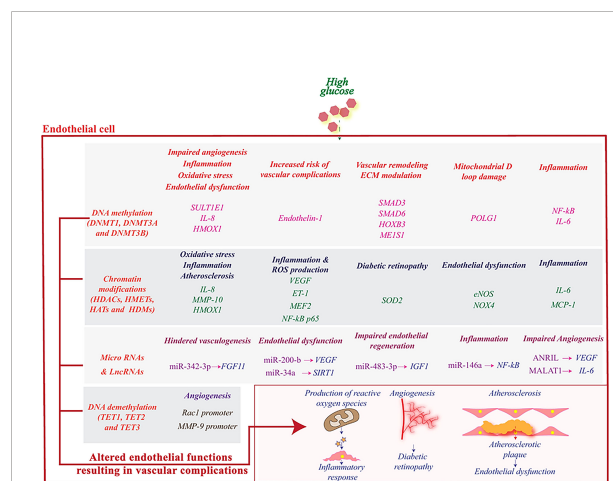 High
glucose
Endothelial cell
Impaired angiogenesis
Inflammation
Oxidative stress
Endothelial dysfunction
Increased risk of
vascular complications
Vascular remodeling
ECM modulation
Mitochondrial D
loop damage
Inflammation
DNA methylation
(DNMT1, DNMT3A
and DNMT3B)
SULT1E1
IL-8
HMOX1
Endothelin-1
SMAD3
SMAD6
HOXB3
ME1S1
POLG1
NF-kB
IL-6
Chromatin
modifications
(HDACs, HMETs,
HATs and HDMs)
Oxidative stress
Inflammation
Atherosclerosis
IL-8
MMP-10
HMOX1
Inflammation &
ROS production
VEGF
ET-1
MEF2
NF-kB p65
Diabetic retinopathy
SOD2
Endothelial dysfunction
eNOS
NOX4
Inflammation
IL-6
MCP-1
Micro RNAs
& LncRNAs
Hindered vasculogenesis
miR-342-3p→FGF11
Endothelial dysfunction
miR-200-b→VEGF
miR-34a→SIRT1
Impaired endothelial
regeneration
miR-483-3p→IGF1
Inflammation
miR-146a→NF-kB
Impaired Angiogenesis
ANRIL→VEGF
MALAT1→IL-6
DNA demethylation
(TET1, TET2
and TET3)
Angiogenesis
Rac1 promoter
MMP-9 promoter
Altered endothelial functions
resulting in vascular complications
Production of reactive
oxygen species
Inflammatory
response
Angiogenesis
Diabetic
retinopathy
Atherosclerosis
Atherosclerotic
plaque
Endothelial dysfunction